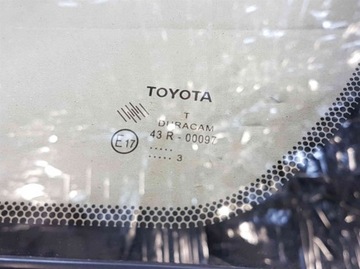 TOYOTA
T
DURACAM
43 R - 00097
E17
.....
..... 3